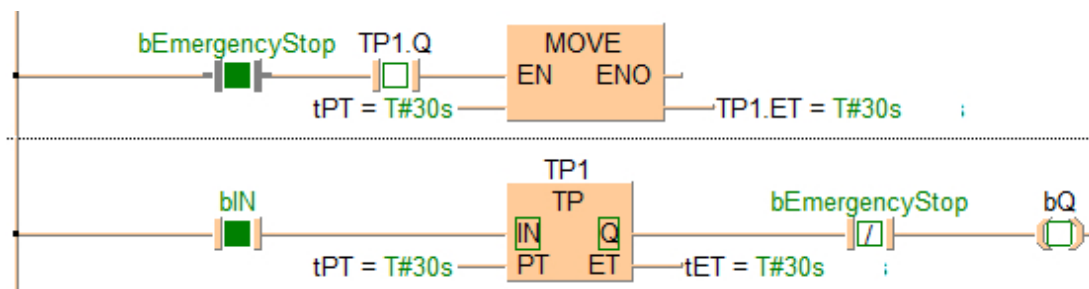 bEmergencyStop TP1.Q MOVE
EN ENO
tPT = T#30s TP1.ET = T#30s s
TP1
bIN TP bEmergencyStop bQ
IN Q /
tPT = T#30s PT ET tET = T#30s s